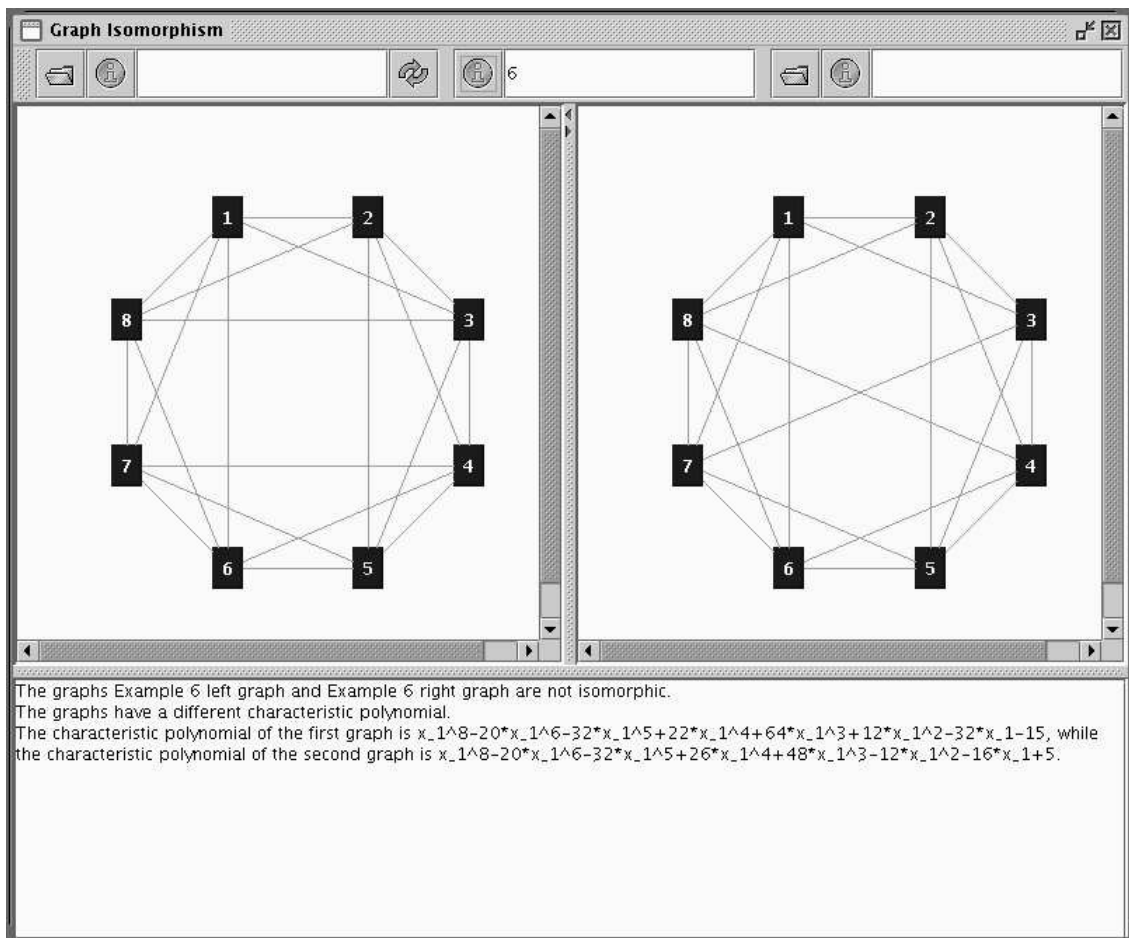 Graph Isomorphism
6
1 2
8 3
7 4
6 5
1 2
8 3
7 4
6 5
The graphs Example 6 left graph and Example 6 right graph are not isomorphic.
The graphs have a different characteristic polynomial.
The characteristic polynomial of the first graph is x_1^8-20*x_1^6-32*x_1^5+22*x_1^4+64*x_1^3+12*x_1^2-32*x_1-15, while
the characteristic polynomial of the second graph is x_1^8-20*x_1^6-32*x_1^5+26*x_1^4+48*x_1^3-12*x_1^2-16*x_1+5.